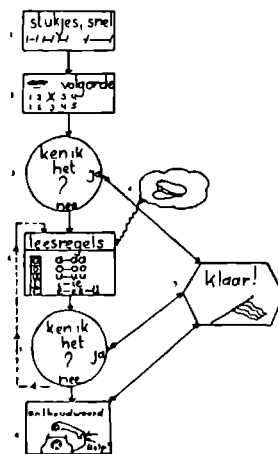 stukjes, snel
volgorde
1 2 X 3 4
1 2 3 4 5
ken ik
het
?
ja
nee
leesregels
a-aa
o-oo
u-uu
ken ik
het
?
ja
nee
Klaar!
onthoudwoord
Help!